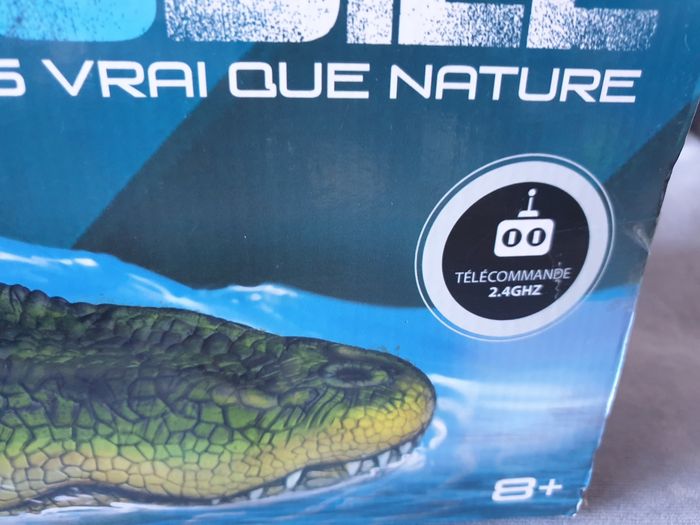 VRAI QUE NATURE
TÉLÉCOMMANDE
2.4GHZ
8+